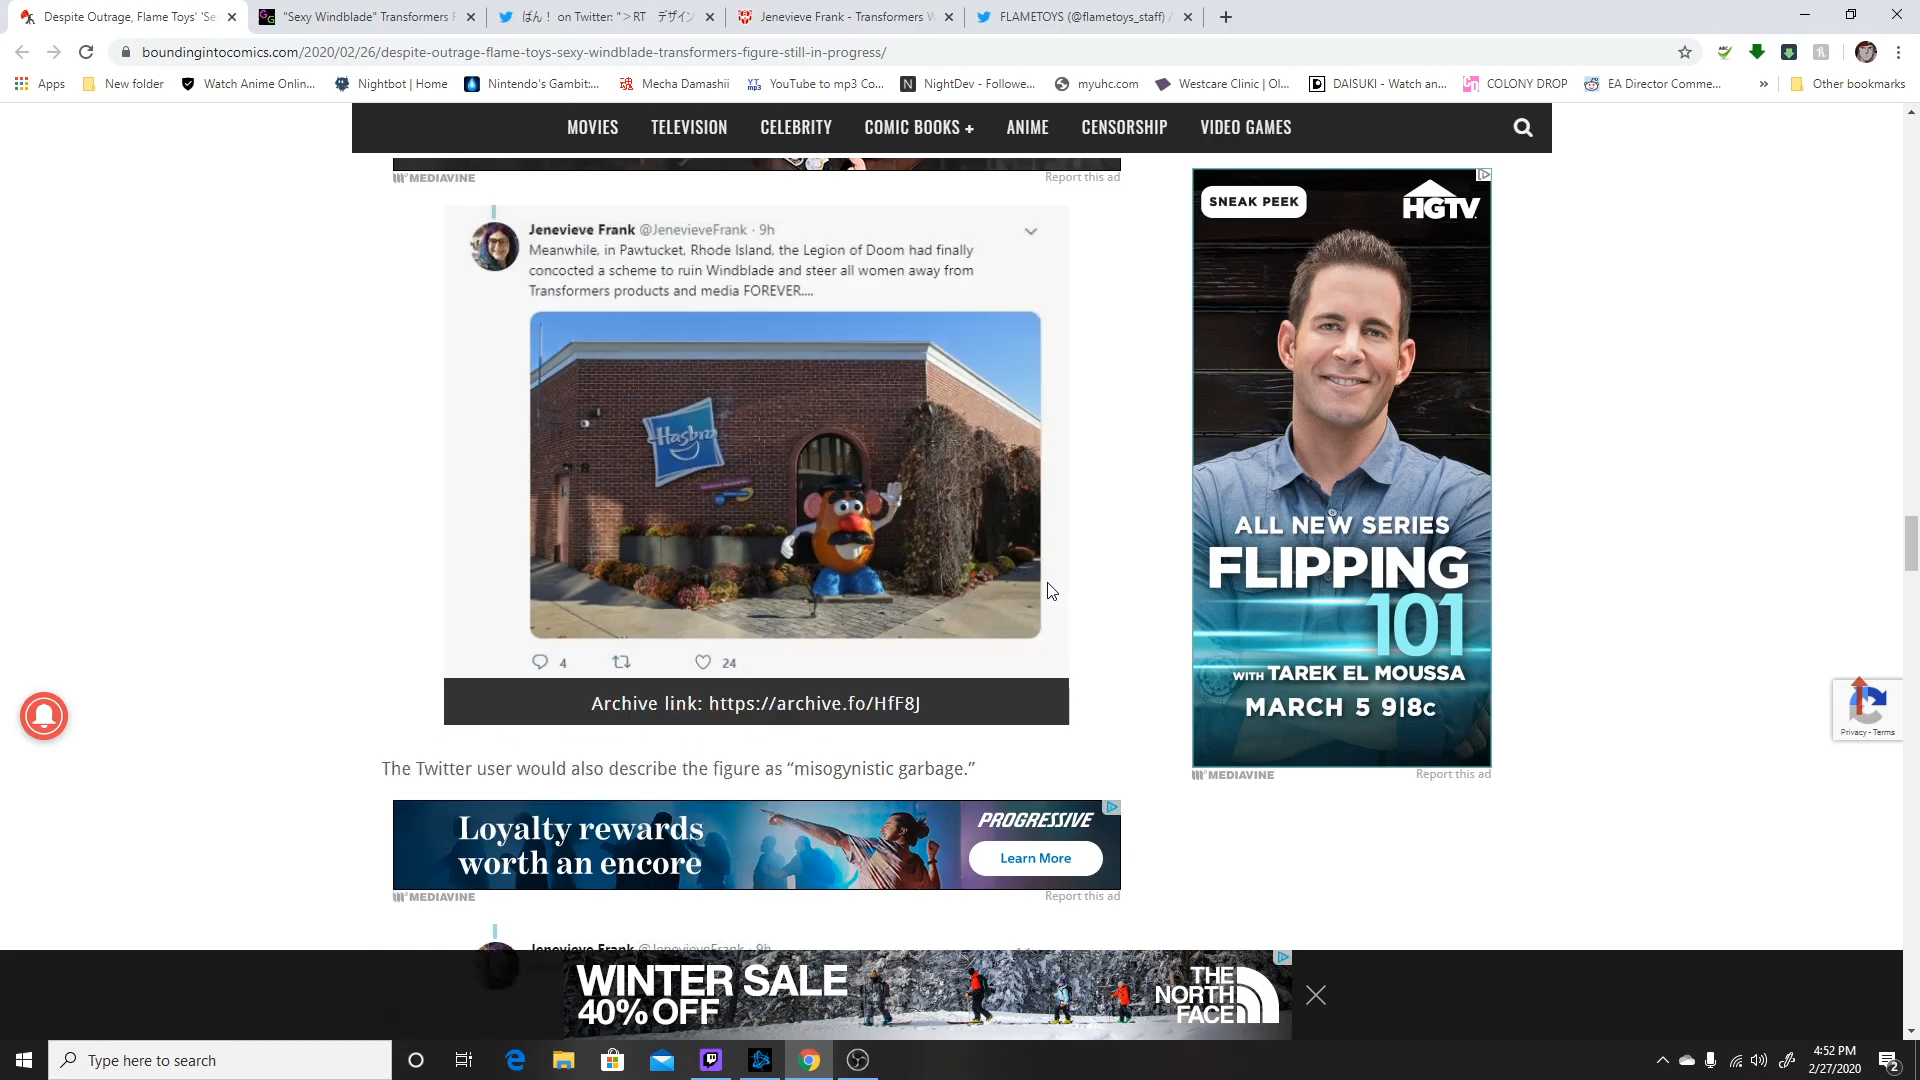 Despite Outrage, Flame Toys' 'Se
"Sexy Windblade" Transformers F
ばん！ on Twitter: ">RT デザイン
Jenevieve Frank - Transformers W
FLAMETOYS (@flametoys_staff) /
boundingintocomics.com/2020/02/26/despite-outrage-flame-toys-sexy-windblade-transformers-figure-still-in-progress/
Apps
New folder
Watch Anime Onlin...
Nightbot | Home
Nintendo's Gambit:...
Mecha Damashii
YouTube to mp3 Co...
NightDev - Followe...
myuhc.com
Westcare Clinic | Ol...
DAISUKI - Watch an...
COLONY DROP
EA Director Comme...
»
Other bookmarks
MOVIES
TELEVISION
CELEBRITY
COMIC BOOKS +
ANIME
CENSORSHIP
VIDEO GAMES
MEDIAVINE
Report this ad
Jenevieve Frank @JenevieveFrank · 9h
Meanwhile, in Pawtucket, Rhode Island, the Legion of Doom had finally
concocted a scheme to ruin Windblade and steer all women away from
Transformers products and media FOREVER....
Hasbro
4
24
Archive link: https://archive.fo/HfF8J
The Twitter user would also describe the figure as “misogynistic garbage.”
Loyalty rewards
worth an encore
PROGRESSIVE
Learn More
MEDIAVINE
Report this ad
Jenevieve Frank @JenevieveFrank · 9h
SNEAK PEEK
HGTV
ALL NEW SERIES
FLIPPING
101
WITH TAREK EL MOUSSA
MARCH 5 9|8c
MEDIAVINE
Report this ad
Privacy - Terms
WINTER SALE
40% OFF
THE
NORTH
FACE
Type here to search
4:52 PM
2/27/2020
2